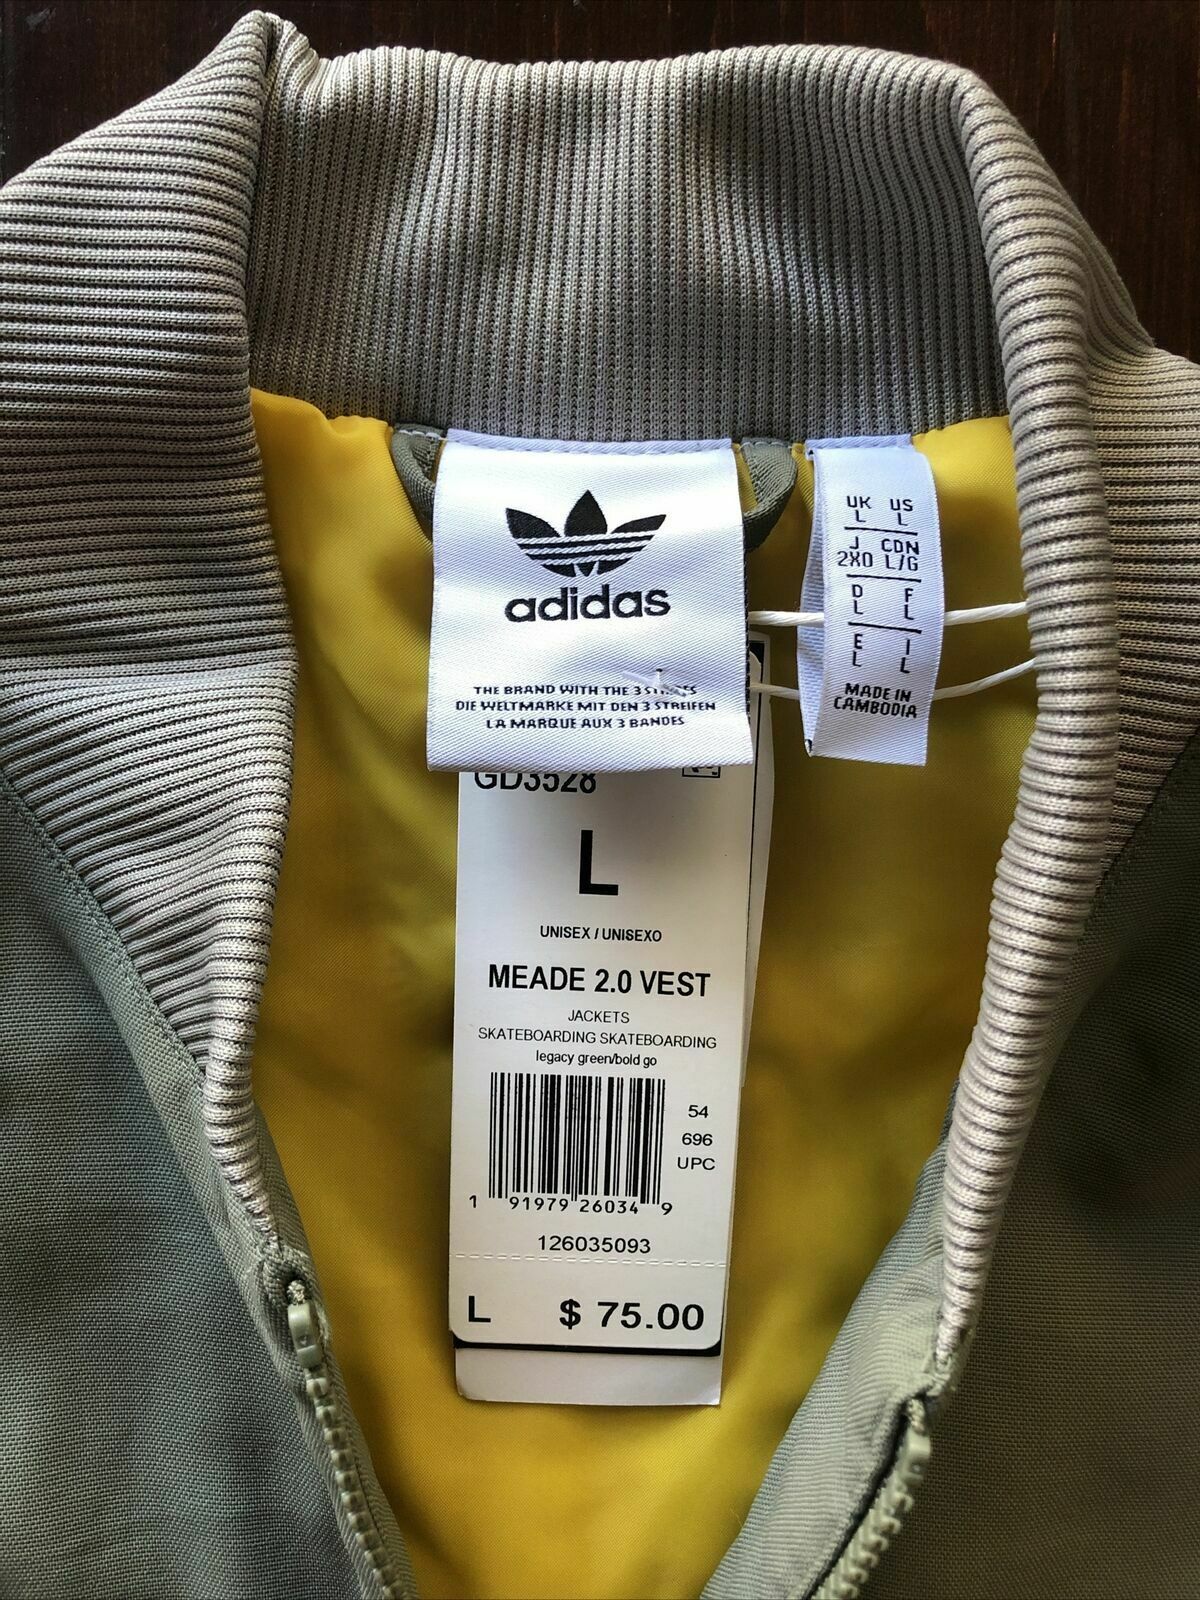 adidas
THE BRAND WITH THE 3
DIE WELTMARKE MIT DEN 3 STREIFEN
LA MARQUE AUX 3 BANDES
UK US
L L
J CDN
2XO L/G
D F
L L
E I
L L
MADE IN
CAMBODIA
GD3528
L
UNISEX / UNISEXO
MEADE 2.0 VEST
JACKETS
SKATEBOARDING SKATEBOARDING
legacy green/bold go
54
696
UPC
1 91979 26034 9
126035093
L $ 75.00